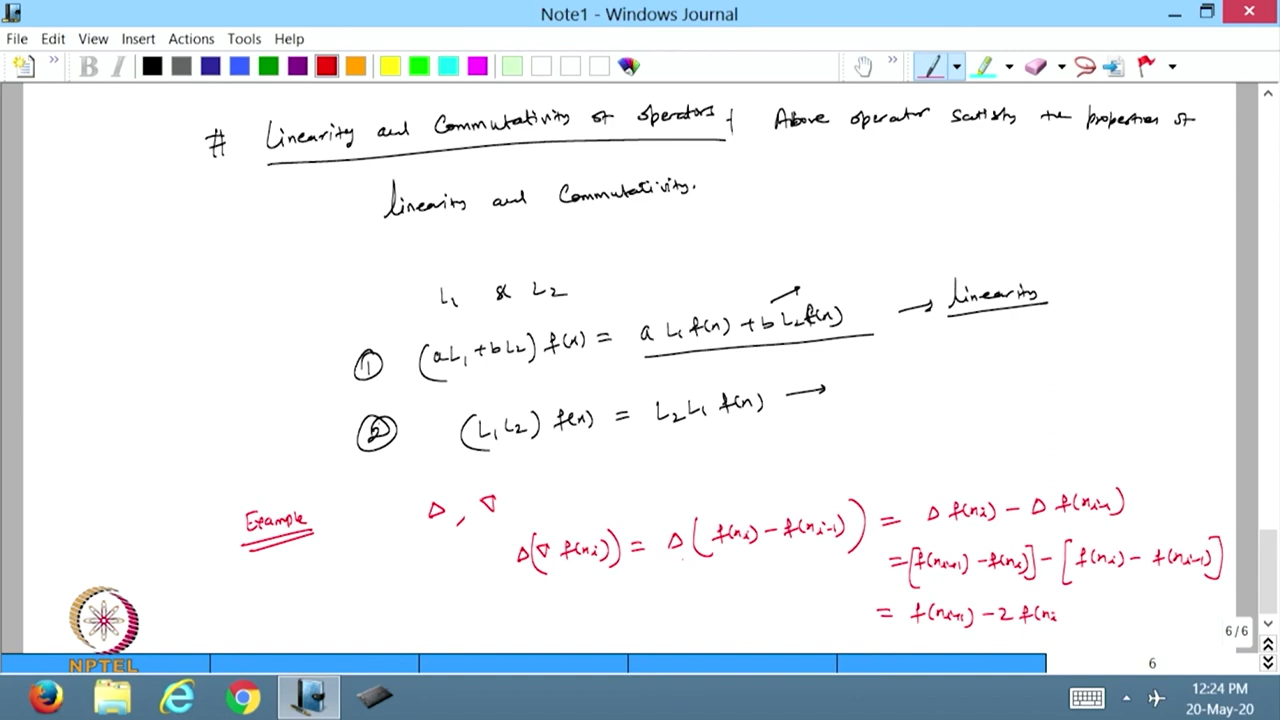 Note1 - Windows Journal
File Edit View Insert Actions Tools Help
# Linearity and Commutativity of operators : Above operator satisfy the properties of
linearity and Commutativity.
L₁ & L₂
① (aL₁ + bL₂) f(x) = a L₁ f(x) + b L₂ f(x) → linearity
② (L₁ L₂) f(x) = L₂ L₁ f(x) →
Example Δ , ∇
Δ(∇ f(xᵢ)) = Δ (f(xᵢ) - f(xᵢ₋₁)) = Δ f(xᵢ) - Δ f(xᵢ₋₁)
= [f(xᵢ₊₁) - f(xᵢ)] - [f(xᵢ) - f(xᵢ₋₁)]
= f(xᵢ₊₁) - 2 f(xᵢ
NPTEL
6/6
6
12:24 PM
20-May-20